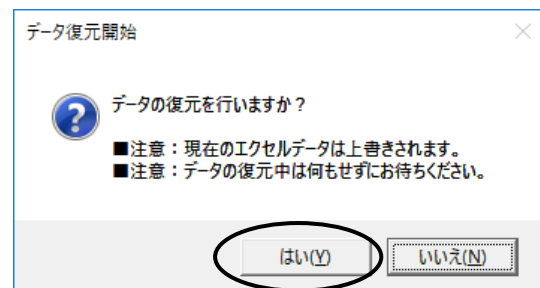 データ復元開始
データの復元を行いますか？
■注意：現在のエクセルデータは上書きされます。
■注意：データの復元中は何もせずにお待ちください。
はい(Y)
いいえ(N)